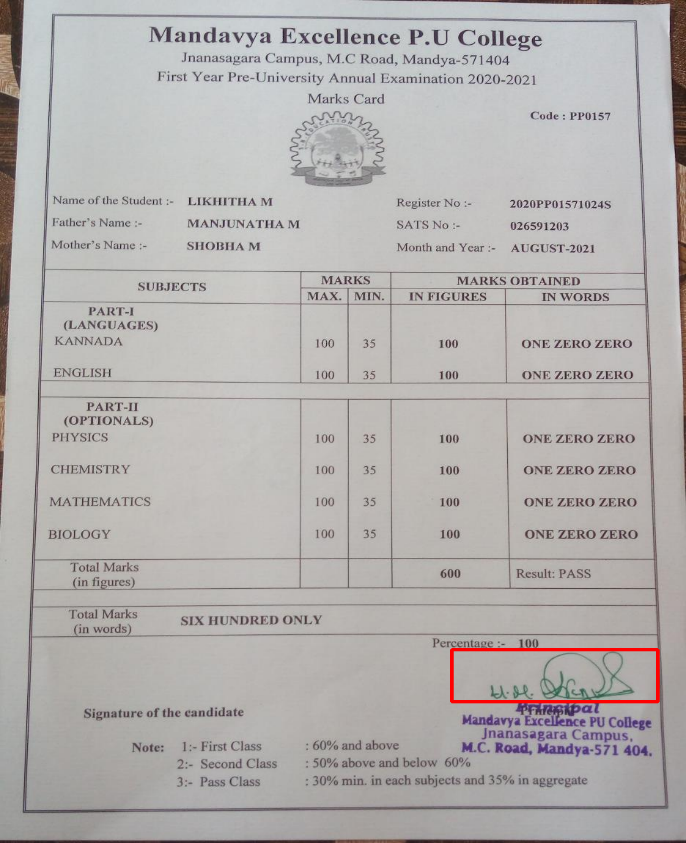 Mandavya Excellence P.U College
Jnanasagara Campus, M.C Road, Mandya-571404
First Year Pre-University Annual Examination 2020-2021
Marks Card
Code : PP0157
Name of the Student :- LIKHITHA M Register No :- 2020PP01571024S
Father's Name :- MANJUNATHA M SATS No :- 026591203
Mother's Name :- SHOBHA M Month and Year :- AUGUST-2021
SUBJECTS MARKS MARKS OBTAINED
MAX. MIN. IN FIGURES IN WORDS
PART-I
(LANGUAGES)
KANNADA 100 35 100 ONE ZERO ZERO
ENGLISH 100 35 100 ONE ZERO ZERO
PART-II
(OPTIONALS)
PHYSICS 100 35 100 ONE ZERO ZERO
CHEMISTRY 100 35 100 ONE ZERO ZERO
MATHEMATICS 100 35 100 ONE ZERO ZERO
BIOLOGY 100 35 100 ONE ZERO ZERO
Total Marks
(in figures) 600 Result: PASS
Total Marks
(in words) SIX HUNDRED ONLY
Percentage :- 100
Signature of the candidate
Principal
Principal
Mandavya Excellence PU College
Jnanasagara Campus,
M.C. Road, Mandya-571 404.
Note: 1:- First Class : 60% and above
2:- Second Class : 50% above and below 60%
3:- Pass Class : 30% min. in each subjects and 35% in aggregate